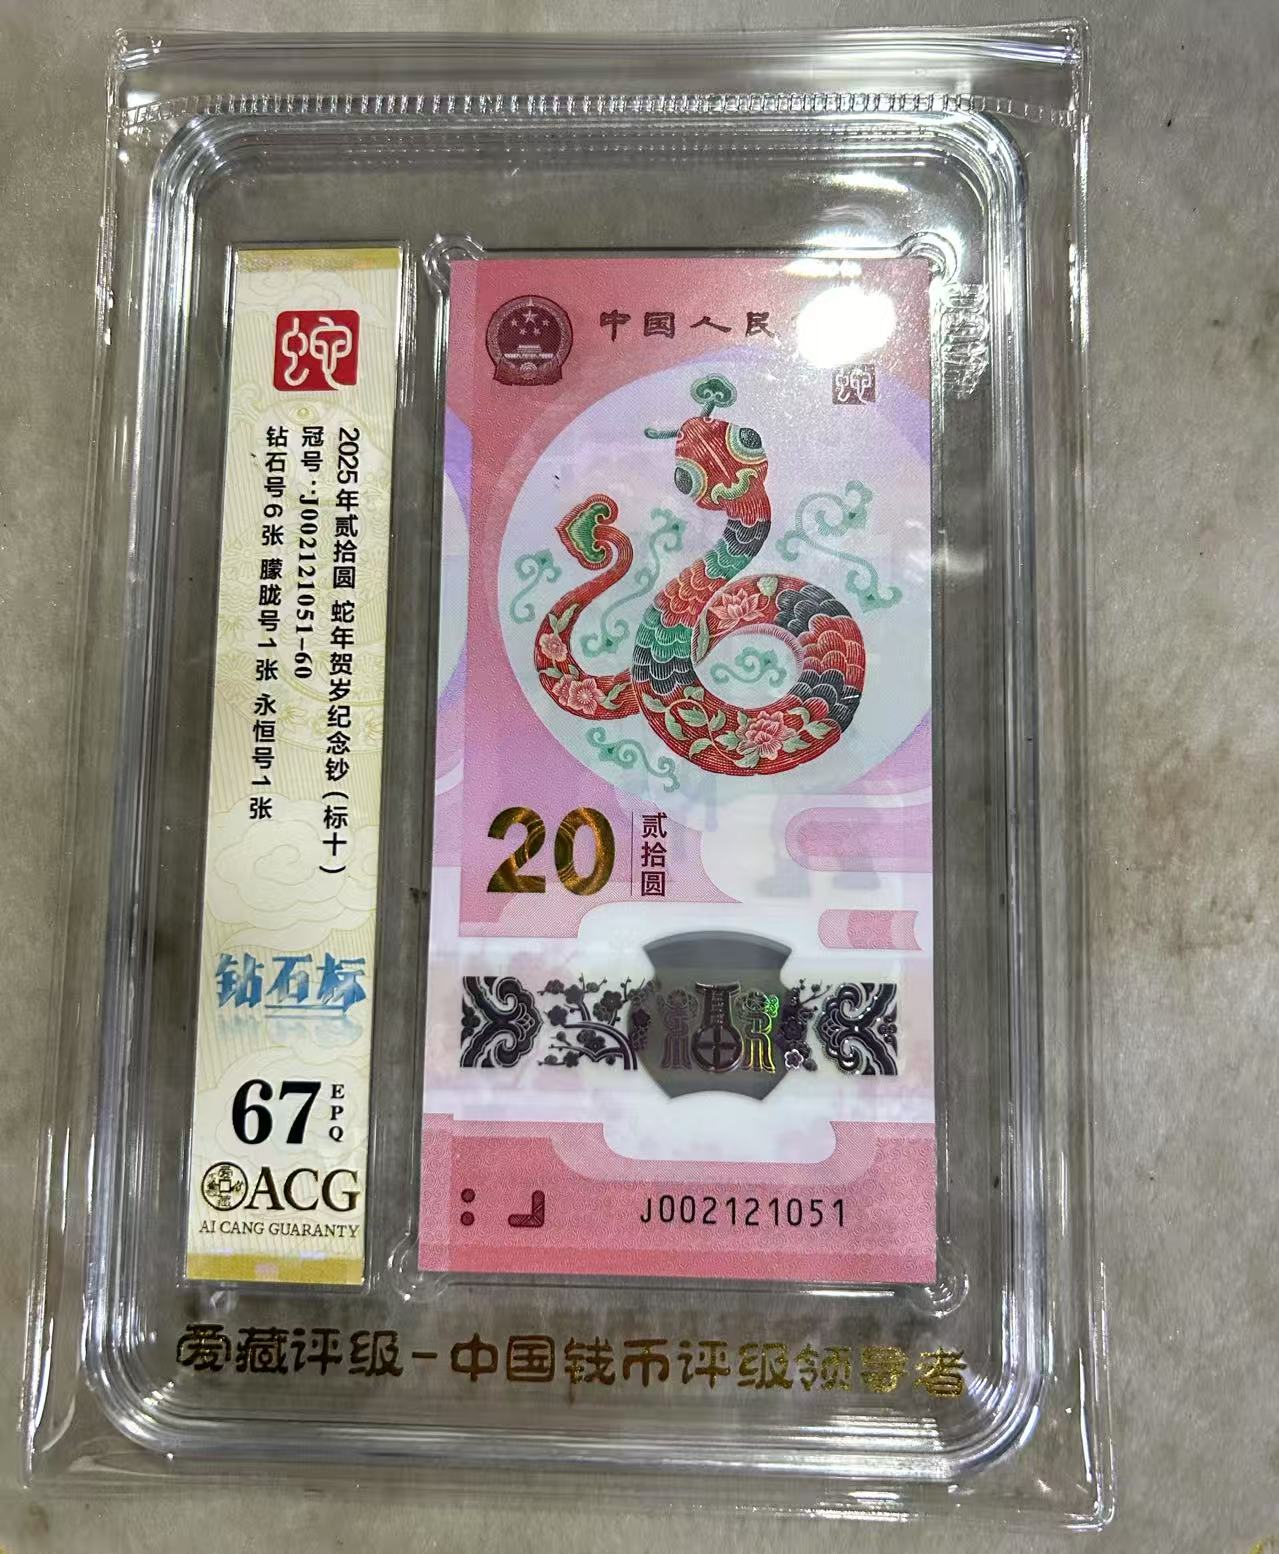 蛇
2025年贰拾圆 蛇年贺岁纪念钞（标十）
冠号：J002121051-60
钻石号6张 朦胧号1张 永恒号1张
钻石标
67 EPQ
ACG
AI CANG GUARANTY
中国人民
蛇
20 贰拾圆
J
J002121051
爱藏评级-中国钱币评级领导者